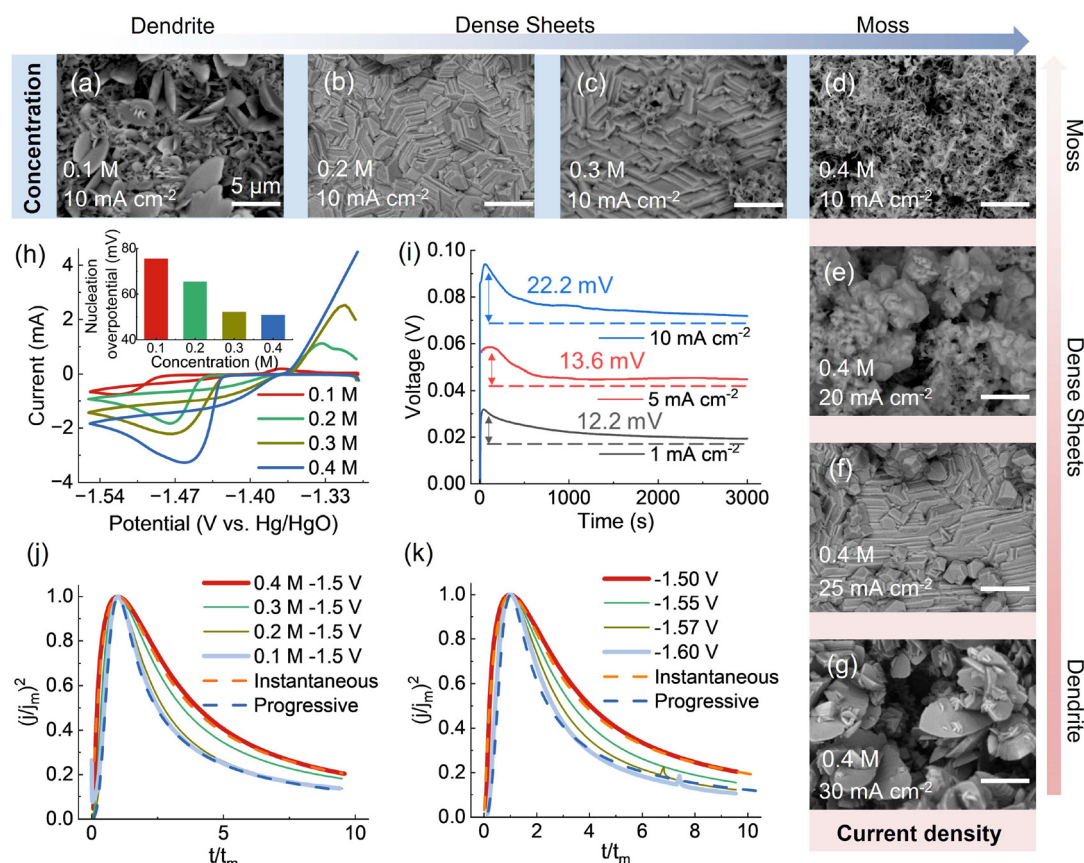 Dendrite Dense Sheets Moss
Concentration
(a)
0.1 M
10 mA cm⁻²
5 µm
(b)
0.2 M
10 mA cm⁻²
(c)
0.3 M
10 mA cm⁻²
(d)
0.4 M
10 mA cm⁻²
Moss
Dense Sheets
Dendrite
(e)
0.4 M
20 mA cm⁻²
(f)
0.4 M
25 mA cm⁻²
(g)
0.4 M
30 mA cm⁻²
Current density
(h)
Current (mA)
4
2
0
−2
−4
−1.54 −1.47 −1.40 −1.33
Potential (V vs. Hg/HgO)
Nucleation
overpotential (mV)
80
60
40
0.1 0.2 0.3 0.4
Concentration (M)
0.1 M
0.2 M
0.3 M
0.4 M
(i)
Voltage (V)
0.10
0.08
0.06
0.04
0.02
0.00
0 1000 2000 3000
Time (s)
22.2 mV
10 mA cm⁻²
13.6 mV
5 mA cm⁻²
12.2 mV
1 mA cm⁻²
(j)
(j/jₘ)²
1.0
0.8
0.6
0.4
0.2
0.0
0 5 10
t/tₘ
0.4 M -1.5 V
0.3 M -1.5 V
0.2 M -1.5 V
0.1 M -1.5 V
Instantaneous
Progressive
(k)
(j/jₘ)²
1.0
0.8
0.6
0.4
0.2
0.0
0 2 4 6 8 10
t/tₘ
-1.50 V
-1.55 V
-1.57 V
-1.60 V
Instantaneous
Progressive